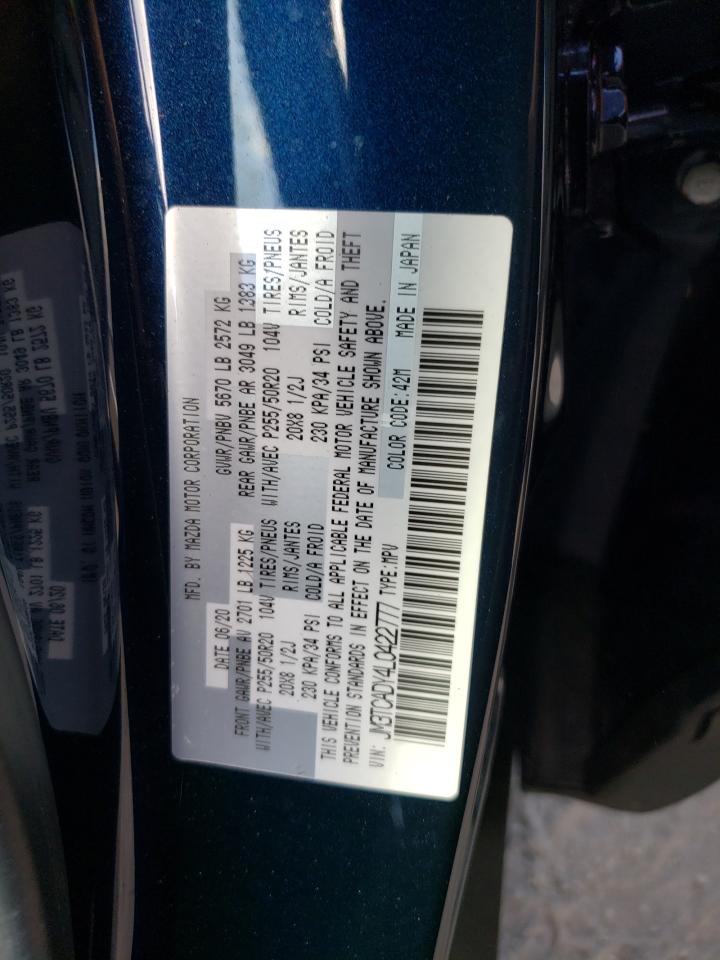 MFD. BY MAZDA MOTOR CORPORATION
DATE 06/20 GVWR/PNBV 5670 LB 2572 KG
FRONT GAWR/PNBE AV 2701 LB 1225 KG REAR GAWR/PNBE AR 3049 LB 1383 KG
WITH/AVEC P255/50R20 104V TIRES/PNEUS WITH/AVEC P255/50R20 104V TIRES/PNEUS
20X8 1/2J RIMS/JANTES 20X8 1/2J RIMS/JANTES
230 KPA/34 PSI COLD/A FROID 230 KPA/34 PSI COLD/A FROID
THIS VEHICLE CONFORMS TO ALL APPLICABLE FEDERAL MOTOR VEHICLE SAFETY AND THEFT
PREVENTION STANDARDS IN EFFECT ON THE DATE OF MANUFACTURE SHOWN ABOVE.
VIN: JM3TCADY4L0422777 TYPE:MPV COLOR CODE:42M MADE IN JAPAN